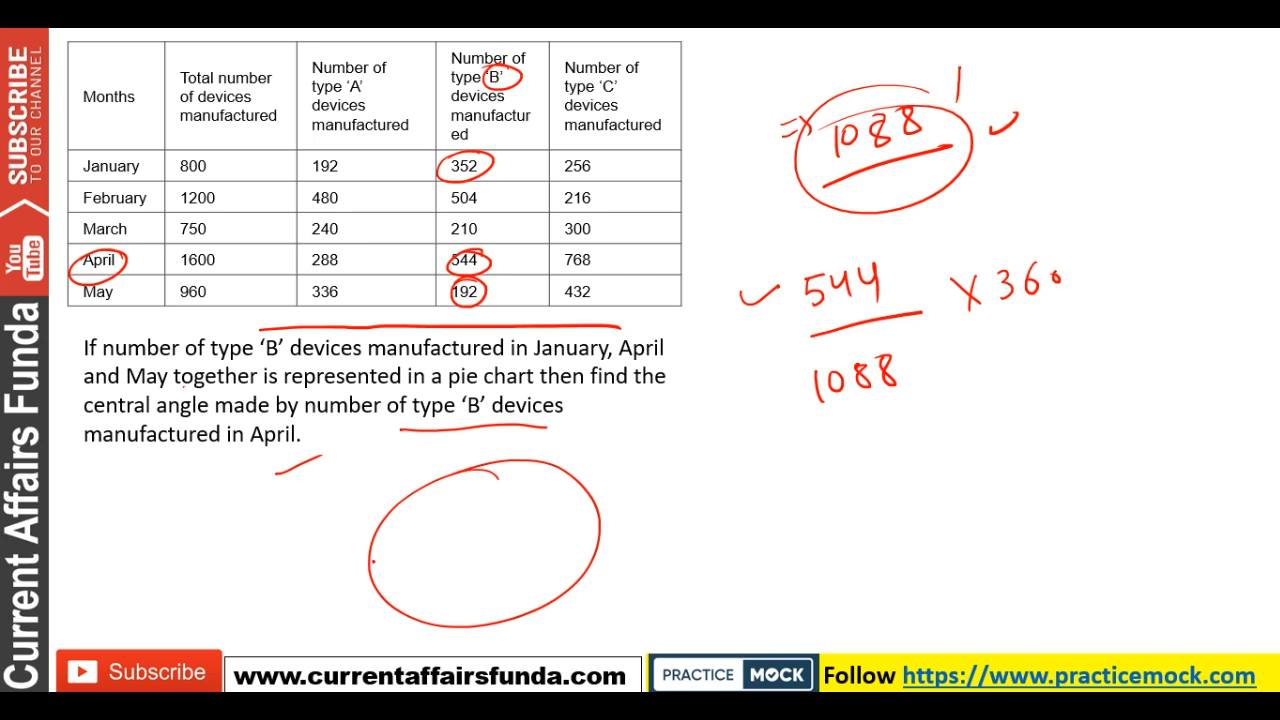 SUBSCRIBE
TO OUR CHANNEL
You
Tube
Current Affairs Funda
Months
Total number
of devices
manufactured
Number of
type ‘A’
devices
manufactured
Number of
type ‘B’
devices
manufactur
ed
Number of
type ‘C’
devices
manufactured
January 800 192 352 256
February 1200 480 504 216
March 750 240 210 300
April 1600 288 544 768
May 960 336 192 432
If number of type ‘B’ devices manufactured in January, April
and May together is represented in a pie chart then find the
central angle made by number of type ‘B’ devices
manufactured in April.
1088
544 × 360
1088
Subscribe
www.currentaffairsfunda.com
PRACTICE MOCK
Follow https://www.practicemock.com